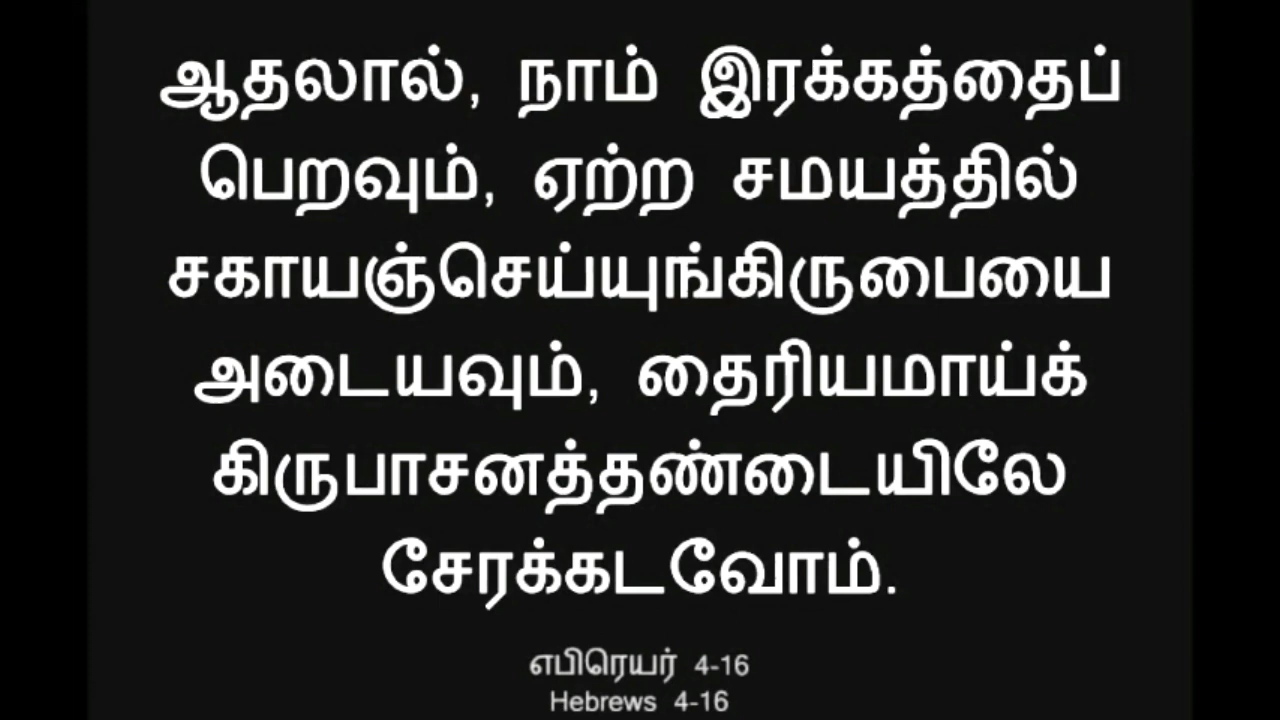 ஆதலால், நாம் இரக்கத்தைப்
பெறவும், ஏற்ற சமயத்தில்
சகாயஞ்செய்யுங்கிருபையை
அடையவும், தைரியமாய்க்
கிருபாசனத்தண்டையிலே
சேரக்கடவோம்.
எபிரெயர் 4-16
Hebrews 4-16